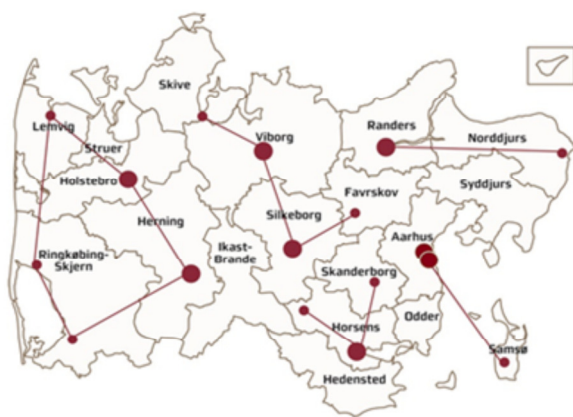 Skive
Lemvig
Struer
Viborg
Randers
Norddjurs
Holstebro
Favrskov
Syddjurs
Herning
Silkeborg
Ikast-
Brande
Aarhus
Ringkøbing-
Skjern
Skanderborg
Odder
Horsens
Samsø
Hedensted